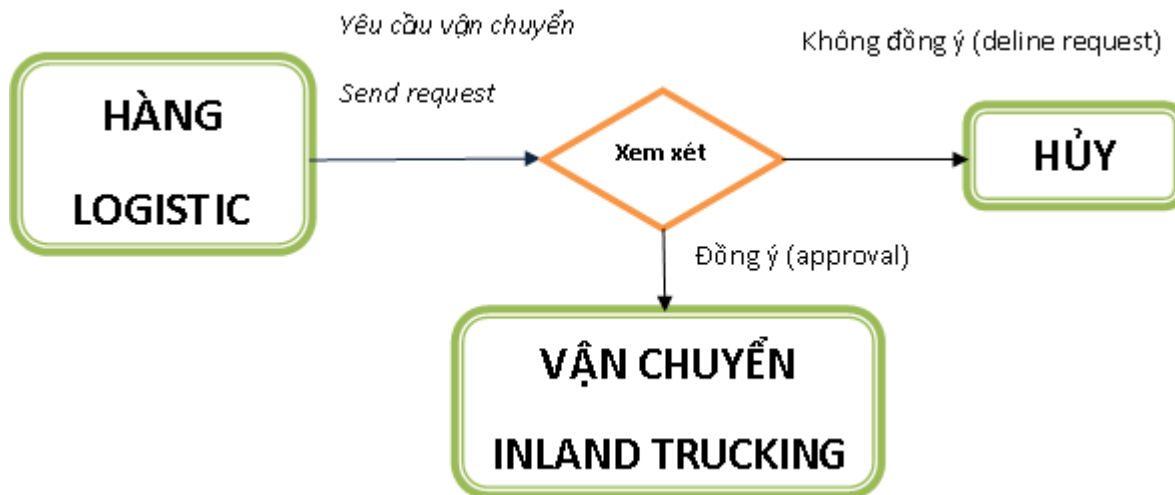 Yêu cầu vận chuyển
Send request
Không đồng ý (deline request)
HÀNG
LOGISTIC
Xem xét
HỦY
Đồng ý (approval)
VẬN CHUYỂN
INLAND TRUCKING